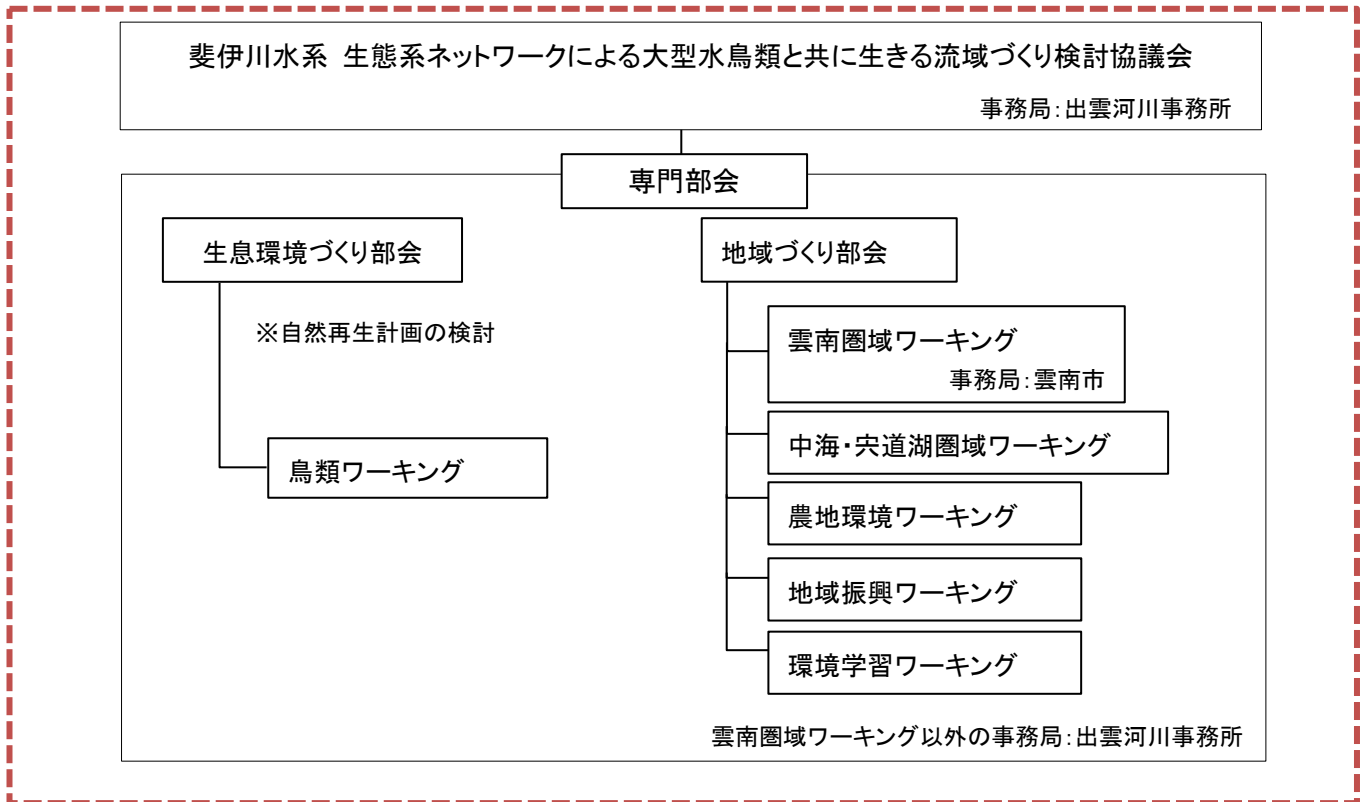 斐伊川水系 生態系ネットワークによる大型水鳥類と共に生きる流域づくり検討協議会
事務局:出雲河川事務所
専門部会
生息環境づくり部会
※自然再生計画の検討
鳥類ワーキング
地域づくり部会
雲南圏域ワーキング
事務局:雲南市
中海・宍道湖圏域ワーキング
農地環境ワーキング
地域振興ワーキング
環境学習ワーキング
雲南圏域ワーキング以外の事務局:出雲河川事務所